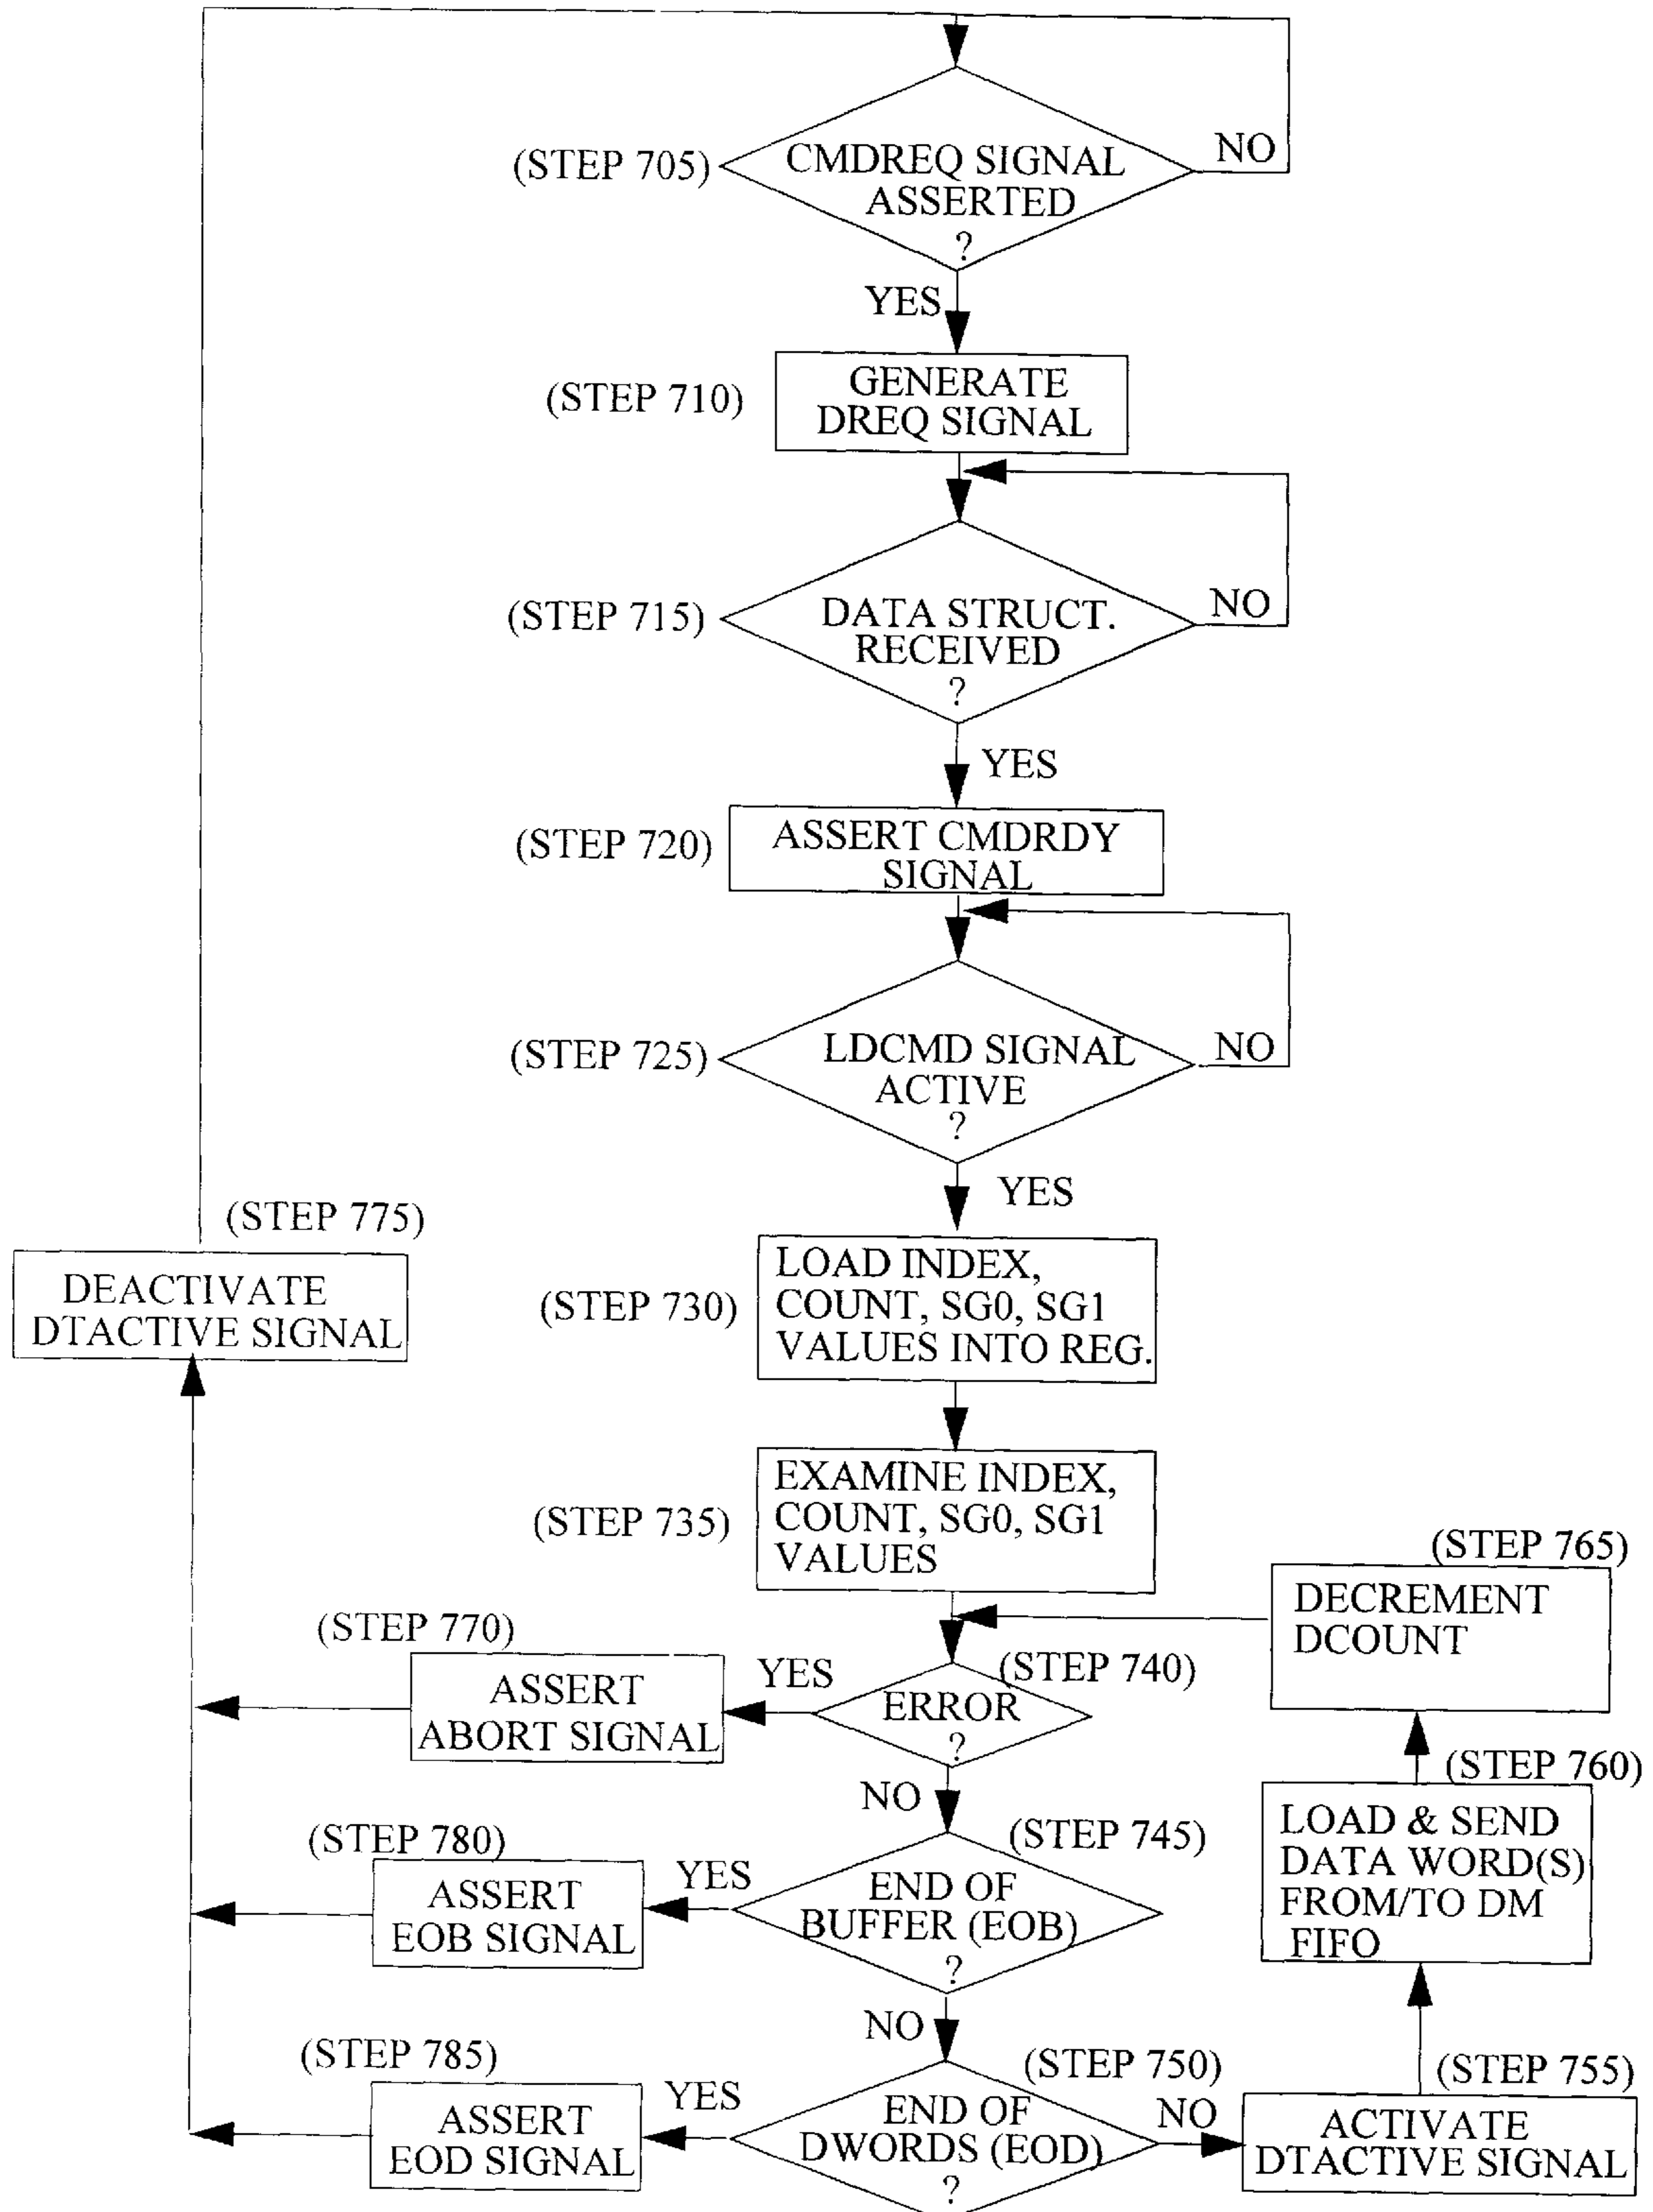 (STEP 705)
CMDREQ SIGNAL
ASSERTED
?
NO
YES
(STEP 710)
GENERATE
DREQ SIGNAL
(STEP 715)
DATA STRUCT.
RECEIVED
?
NO
YES
(STEP 720)
ASSERT CMDRDY
SIGNAL
(STEP 725)
LDCMD SIGNAL
ACTIVE
?
NO
YES
(STEP 775)
DEACTIVATE
DTACTIVE SIGNAL
(STEP 730)
LOAD INDEX,
COUNT, SG0, SG1
VALUES INTO REG.
(STEP 735)
EXAMINE INDEX,
COUNT, SG0, SG1
VALUES
(STEP 765)
DECREMENT
DCOUNT
(STEP 770)
ASSERT
ABORT SIGNAL
YES
(STEP 740)
ERROR
?
NO
(STEP 760)
LOAD & SEND
DATA WORD(S)
FROM/TO DM
FIFO
(STEP 780)
ASSERT
EOB SIGNAL
YES
(STEP 745)
END OF
BUFFER (EOB)
?
NO
(STEP 785)
ASSERT
EOD SIGNAL
YES
(STEP 750)
END OF
DWORDS (EOD)
?
NO
(STEP 755)
ACTIVATE
DTACTIVE SIGNAL